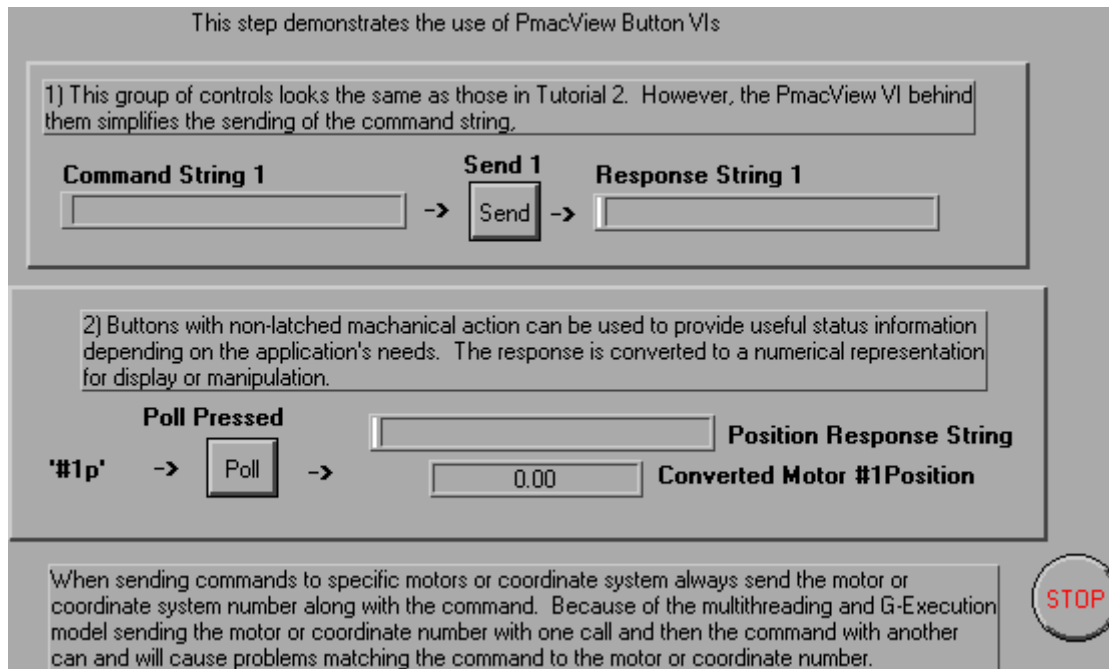 This step demonstrates the use of PmacView Button VIs
1) This group of controls looks the same as those in Tutorial 2.  However, the PmacView VI behind
them simplifies the sending of the command string,
Command String 1
Send 1
Response String 1
->
Send
->
2) Buttons with non-latched machanical action can be used to provide useful status information
depending on the application's needs.  The response is converted to a numerical representation
for display or manipulation.
Poll Pressed
Position Response String
'#1p'
->
Poll
->
0.00
Converted Motor #1Position
When sending commands to specific motors or coordinate system always send the motor or
coordinate system number along with the command.  Because of the multithreading and G-Execution
model sending the motor or coordinate number with one call and then the command with another
can and will cause problems matching the command to the motor or coordinate number.
STOP